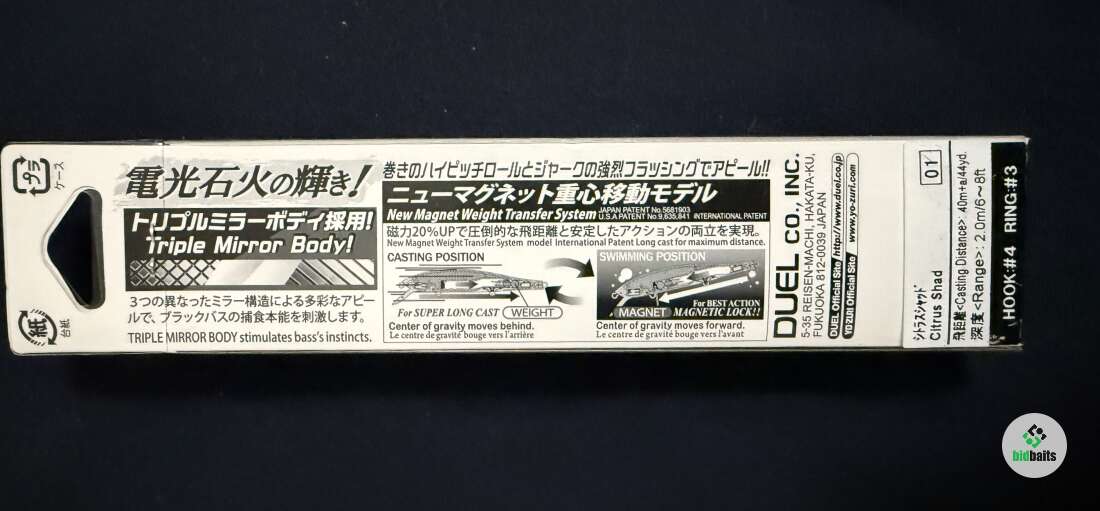 プラ
ケース
紙
台紙
電光石火の輝き!
トリプルミラーボディ採用!
Triple Mirror Body!
3つの異なったミラー構造による多彩なアピー
ルで、ブラックバスの捕食本能を刺激します。
TRIPLE MIRROR BODY stimulates bass's instincts.
巻きのハイピッチロールとジャークの強烈フラッシングでアピール!!
ニューマグネット重心移動モデル
New Magnet Weight Transfer System
JAPAN PATENT No.5681903
U.S.A PATENT No.9,635,841 INTERNATIONAL PATENT
磁力20%UPで圧倒的な飛距離と安定したアクションの両立を実現。
New Magnet Weight Transfer System model International Patent Long cast for maximum distance.
CASTING POSITION
For SUPER LONG CAST
WEIGHT
Center of gravity moves behind.
Le centre de gravité bouge vers l'arrière
SWIMMING POSITION
For BEST ACTION
MAGNET
MAGNETIC LOCK!!
Center of gravity moves forward.
Le centre de gravité bouge vers l'avant
DUEL CO., INC.
5-35 REISEN-MACHI, HAKATA-KU,
FUKUOKA 812-0039 JAPAN
DUEL Official Site http://www.duel.co.jp
YO-ZURI Official Site www.yo-zuri.com
シトラスシャッド
Citrus Shad
01
飛距離<Casting Distance>: 40m+a/44yd.
深度<Range>: 2.0m/6~8ft
HOOK:#4 RING:#3
bidbaits